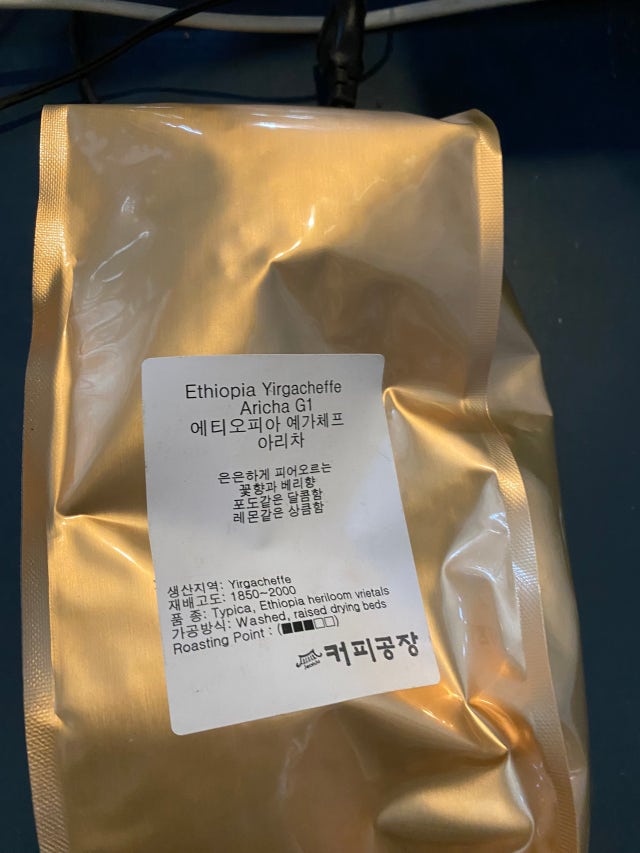 Ethiopia Yirgacheffe
Aricha G1
에티오피아 예가체프
아리차
은은하게 피어오르는
꽃향과 베리향
포도같은 달콤함
레몬같은 상큼함
생산지역: Yirgacheffe
재배고도: 1850~2000
품 종: Typica, Ethiopia heriloom vrietals
가공방식: Washed, raised drying beds
Roasting Point : (■■■□□)
커피공장